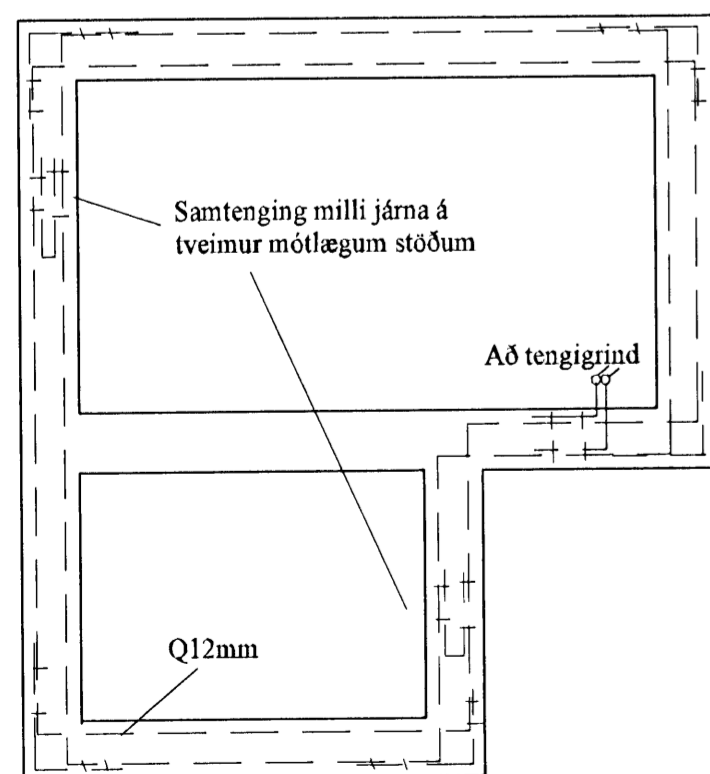 Samtenging milli járna á
tveimur mótlægum stöðum
Að tengigrind
Q12mm